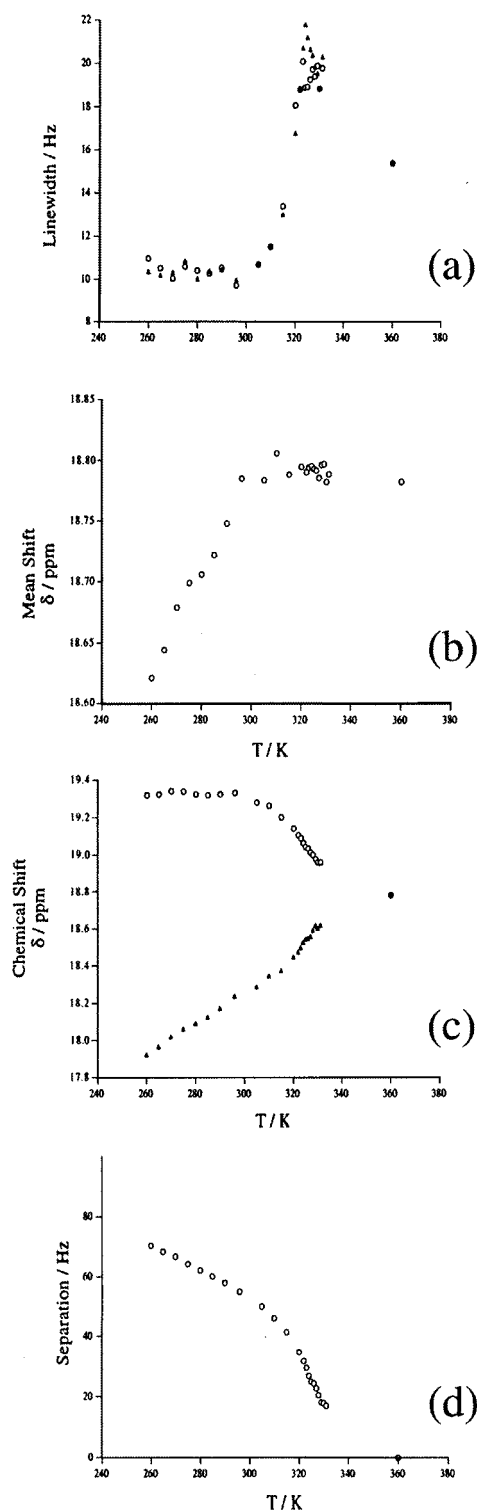 22
20
18
16
14
12
10
8
Linewidth / Hz
240 260 280 300 320 340 360 380
(a)
18.85
18.80
18.75
18.70
18.65
18.60
Mean Shift
δ / ppm
240 260 280 300 320 340 360 380
T / K
(b)
19.4
19.2
19.0
18.8
18.6
18.4
18.2
18.0
17.8
Chemical Shift
δ / ppm
240 260 280 300 320 340 360 380
T / K
(c)
80
60
40
20
0
Separation / Hz
240 260 280 300 320 340 360 380
T / K
(d)